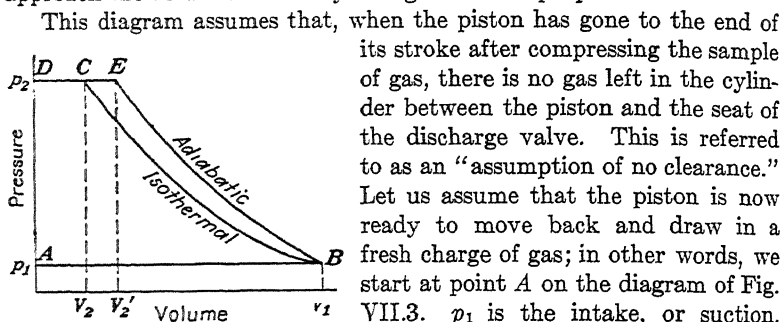 This diagram assumes that, when the piston has gone to the end of
its stroke after compressing the sample
of gas, there is no gas left in the cylin-
der between the piston and the seat of
the discharge valve. This is referred
to as an "assumption of no clearance."
Let us assume that the piston is now
ready to move back and draw in a
fresh charge of gas; in other words, we
start at point A on the diagram of Fig.
VII.3. p₁ is the intake, or suction,
D C E
p₂
Adiabatic
Isothermal
Pressure
A B
p₁
V₂ V₂' Volume v₁